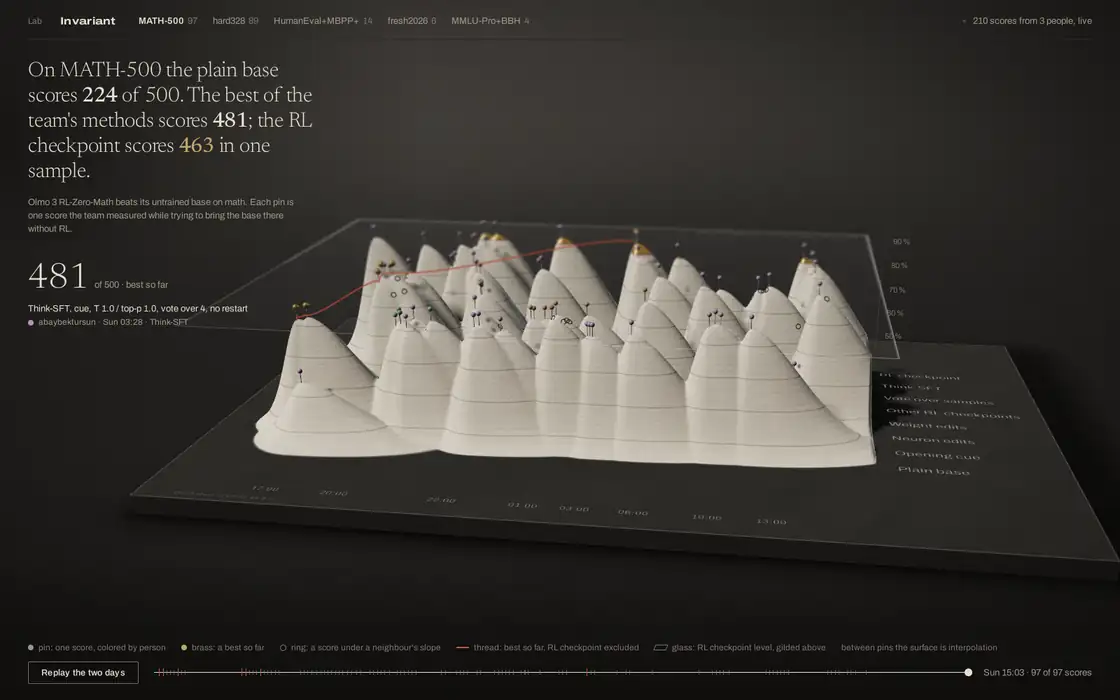 Lab Invariant MATH-500 97 hard328 89 HumanEval+MBPP+ 14 fresh2026 6 MMLU-Pro+BBH 4 210 scores from 3 people, live
On MATH-500 the plain base
scores 224 of 500. The best of the
team's methods scores 481; the RL
checkpoint scores 463 in one
sample.
Olmo 3 RL-Zero-Math beats its untrained base on math. Each pin is
one score the team measured while trying to bring the base there
without RL.
481 of 500 · best so far
Think-SFT, cue, T 1.0 / top-p 1.0, vote over 4, no restart
abaybektursun · Sun 03:28 · Think-SFT
90 %
80 %
70 %
60 %
50 %
RL checkpoint
Think-SFT
Vote over samples
Other RL checkpoints
Weight edits
Neuron edits
Opening cue
Plain base
17:00 20:00 22:00 01:00 03:00 06:00 10:00 13:00
pin: one score, colored by person brass: a best so far ring: a score under a neighbour's slope thread: best so far, RL checkpoint excluded glass: RL checkpoint level, gilded above between pins the surface is interpolation
Replay the two days Sun 15:03 · 97 of 97 scores